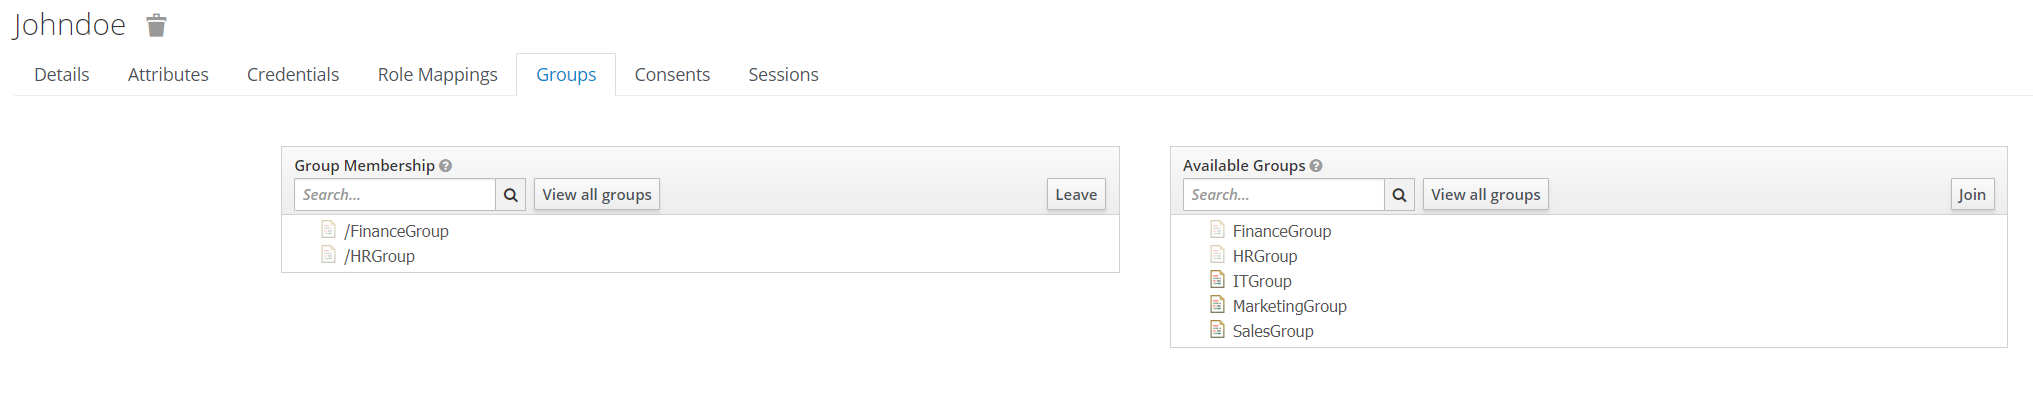 Johndoe
Details Attributes Credentials Role Mappings Groups Consents Sessions
Group Membership ?
Search... View all groups Leave
/FinanceGroup
/HRGroup
Available Groups ?
Search... View all groups Join
FinanceGroup
HRGroup
ITGroup
MarketingGroup
SalesGroup